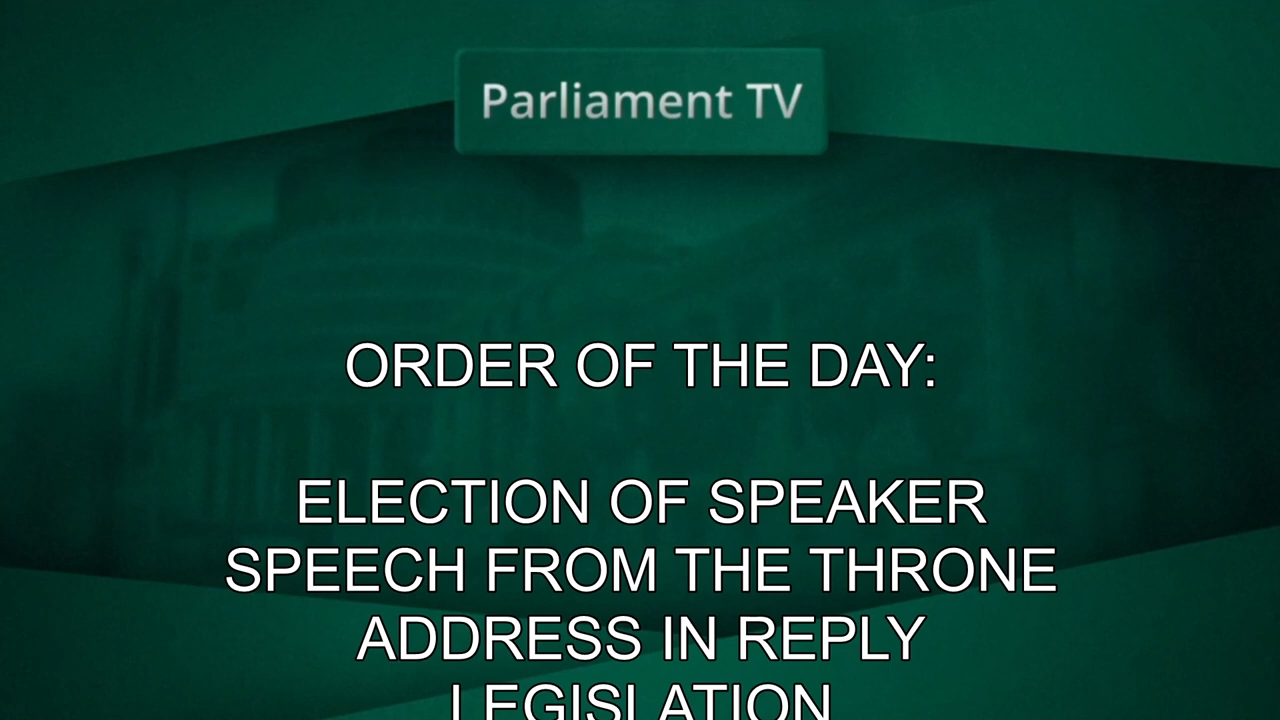 Parliament TV
ORDER OF THE DAY:
ELECTION OF SPEAKER
SPEECH FROM THE THRONE
ADDRESS IN REPLY
LEGISLATION